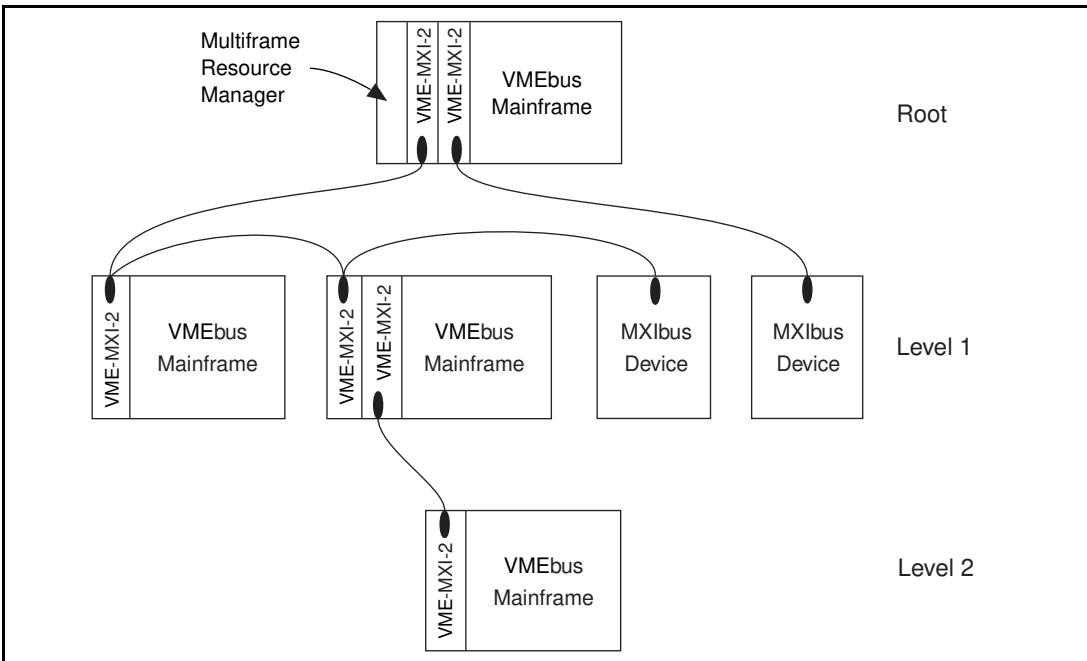 Multiframe
Resource
Manager
VME-MXI-2
VME-MXI-2
VMEbus
Mainframe
Root
VME-MXI-2
VMEbus
Mainframe
VME-MXI-2
VME-MXI-2
VMEbus
Mainframe
MXIbus
Device
MXIbus
Device
Level 1
VME-MXI-2
VMEbus
Mainframe
Level 2